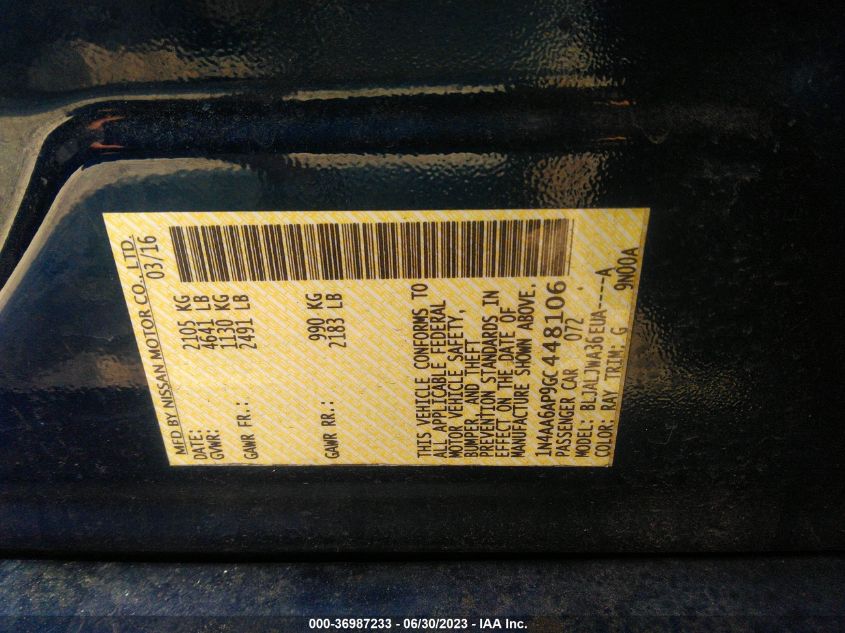 MFD BY NISSAN MOTOR CO., LTD.
DATE: 03/16
GVWR: 2105 KG
4641 LB
GAWR FR.: 1130 KG
2491 LB
GAWR RR.: 990 KG
2183 LB
THIS VEHICLE CONFORMS TO
ALL APPLICABLE FEDERAL
MOTOR VEHICLE SAFETY,
BUMPER, AND THEFT
PREVENTION STANDARDS IN
EFFECT ON THE DATE OF
MANUFACTURE SHOWN ABOVE.
1N4AA6AP9GC448106
PASSENGER CAR 072
MODEL: BLJALJWA36EUA----A
COLOR: RAY TRIM: G 9N00A
000-36987233 - 06/30/2023 - IAA Inc.